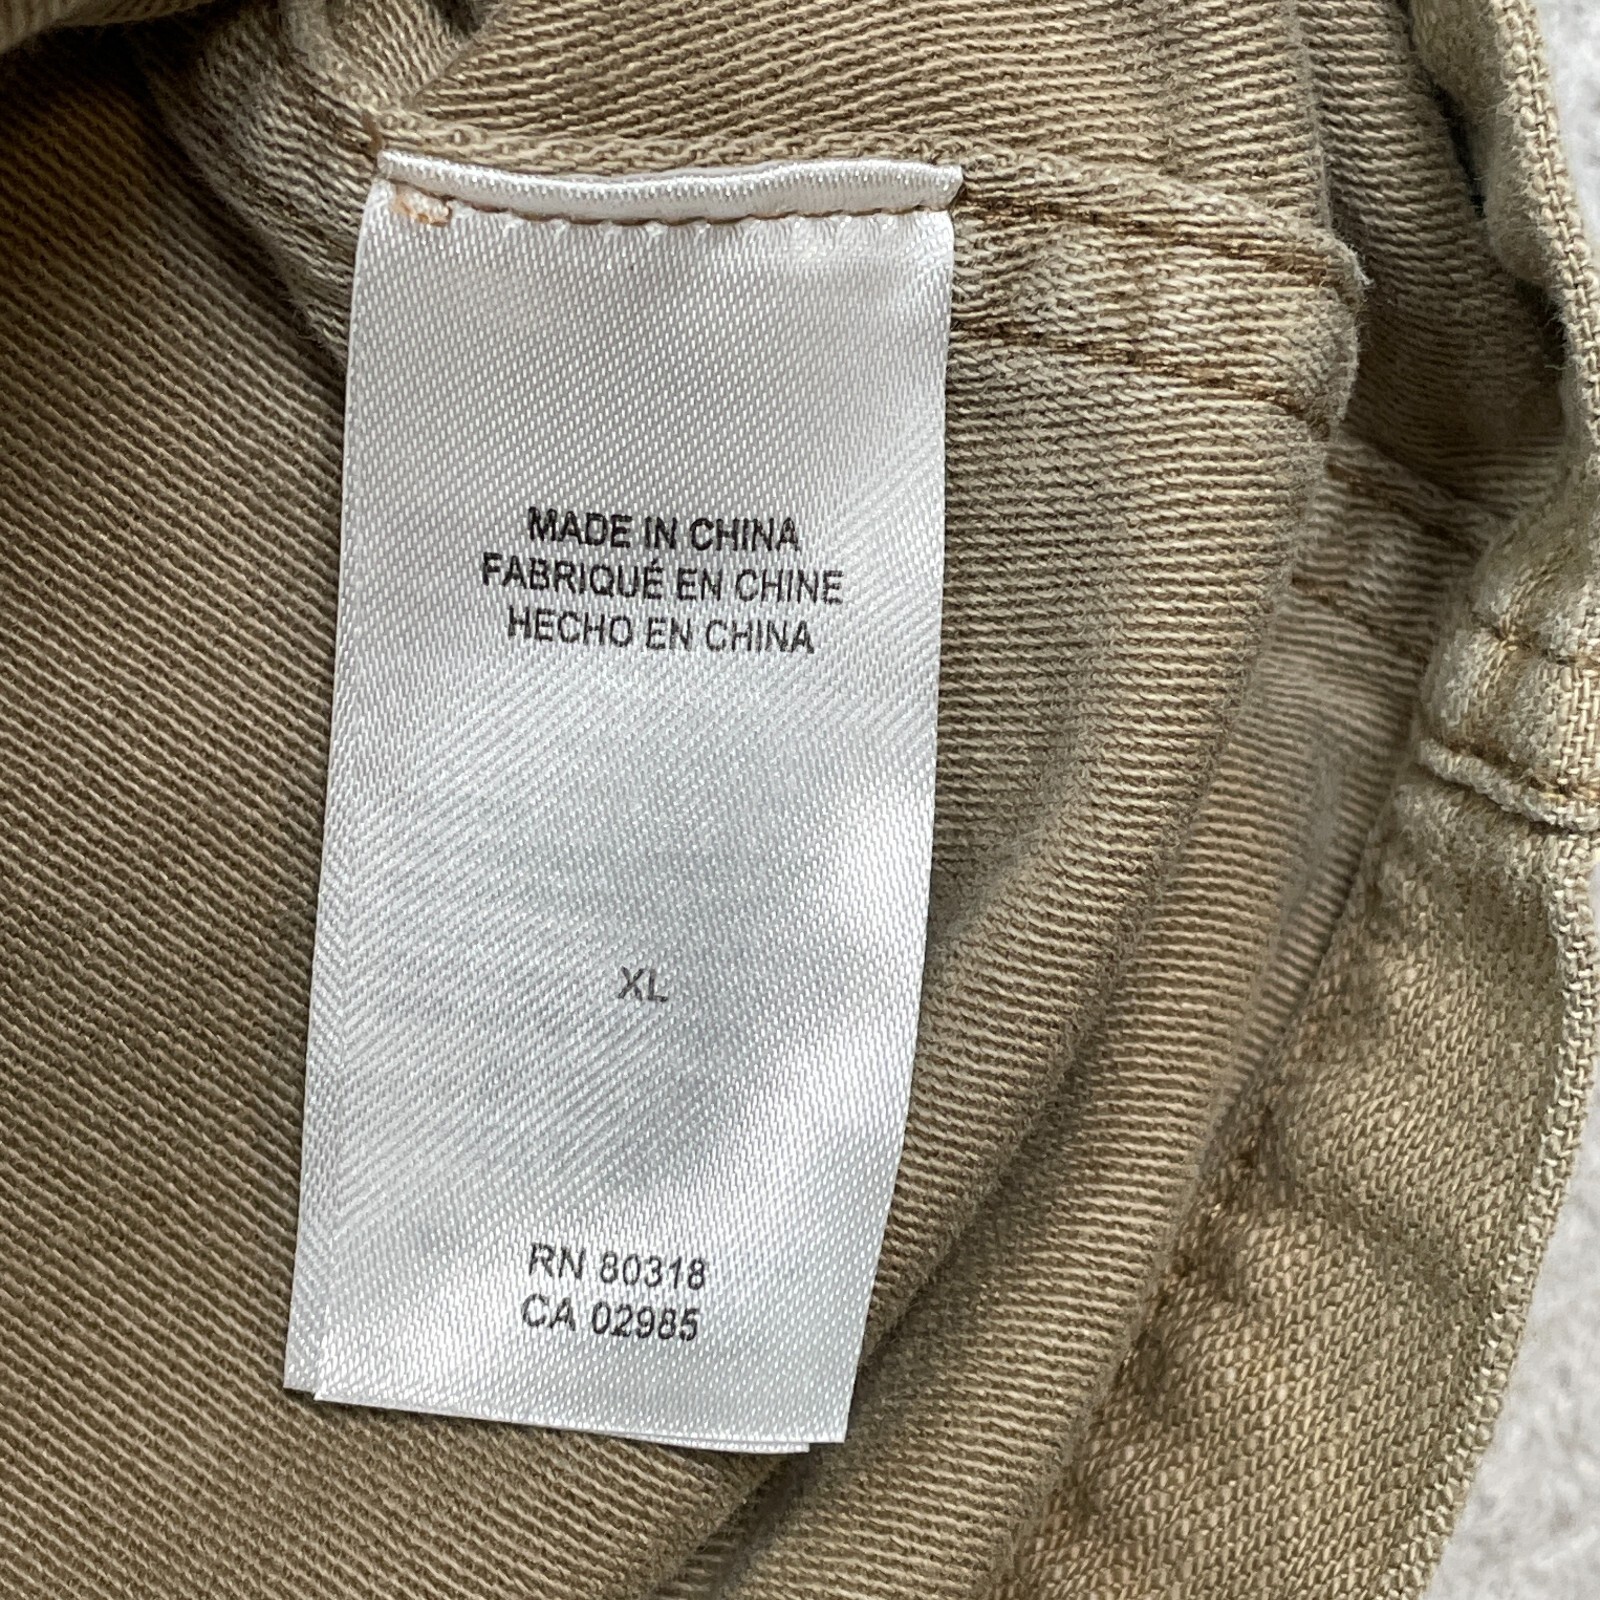 MADE IN CHINA
FABRIQUÉ EN CHINE
HECHO EN CHINA
XL
RN 80318
CA 02985